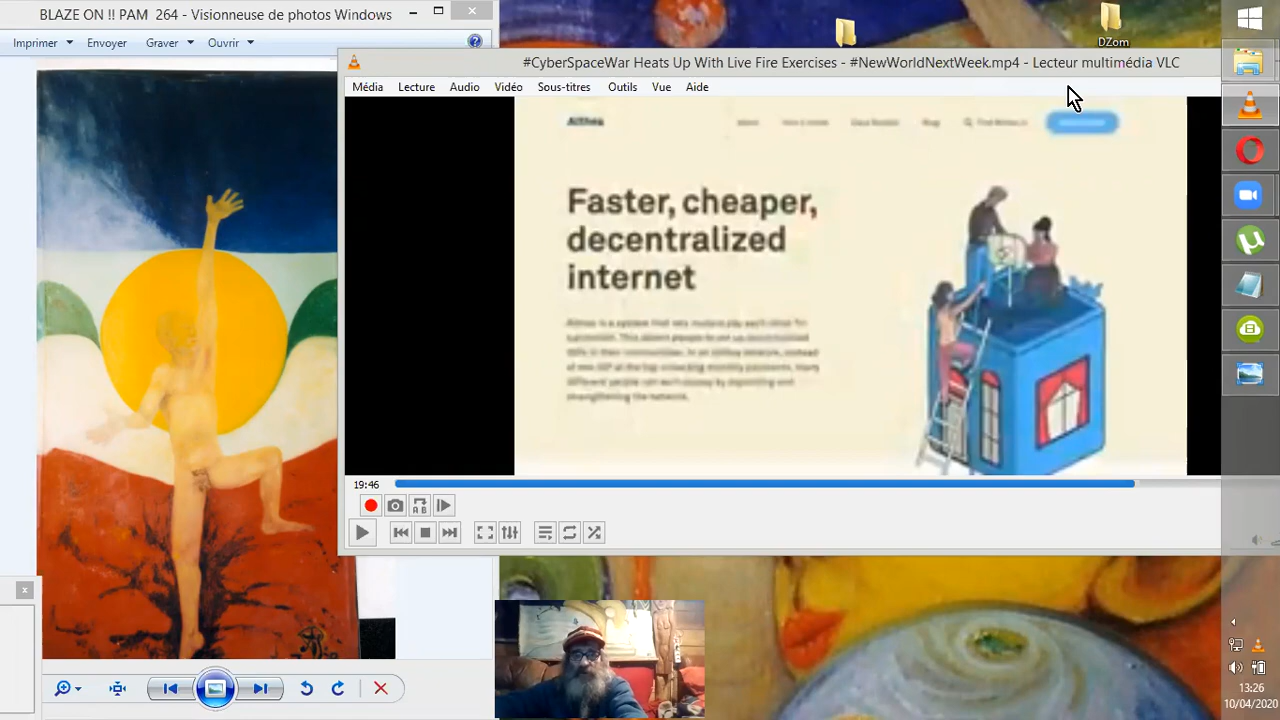 BLAZE ON !! PAM 264 - Visionneuse de photos Windows
Imprimer
Envoyer
Graver
Ouvrir
DZom
#CyberSpaceWar Heats Up With Live Fire Exercises - #NewWorldNextWeek.mp4 - Lecteur multimédia VLC
Média
Lecture
Audio
Vidéo
Sous-titres
Outils
Vue
Aide
Althea
Faster, cheaper,
decentralized
internet
19:46
13:26
10/04/2020